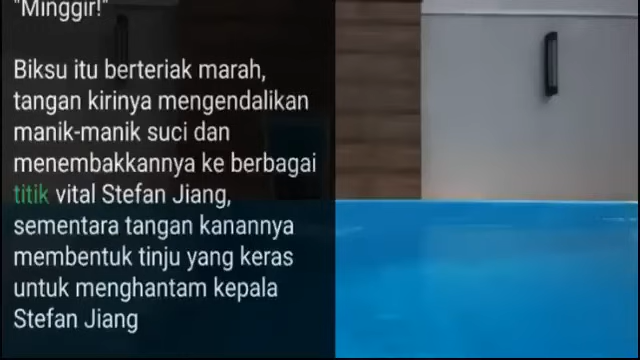 "Minggir!"
Biksu itu berteriak marah,
tangan kirinya mengendalikan
manik-manik suci dan
menembakkannya ke berbagai
titik vital Stefan Jiang,
sementara tangan kanannya
membentuk tinju yang keras
untuk menghantam kepala
Stefan Jiang